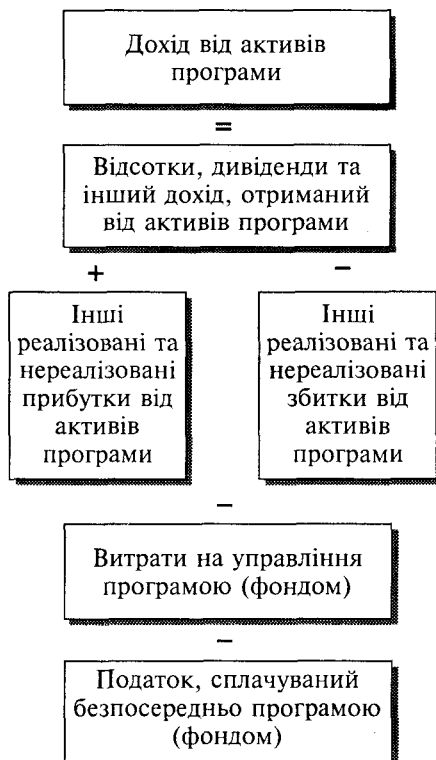 Дохід від активів
програми
=
Відсотки, дивіденди та
інший дохід, отриманий
від активів програми
+
Інші
реалізовані та
нереалізовані
прибутки від
активів
програми
−
Інші
реалізовані та
нереалізовані
збитки від
активів
програми
−
Витрати на управління
програмою (фондом)
−
Податок, сплачуваний
безпосередньо програмою
(фондом)